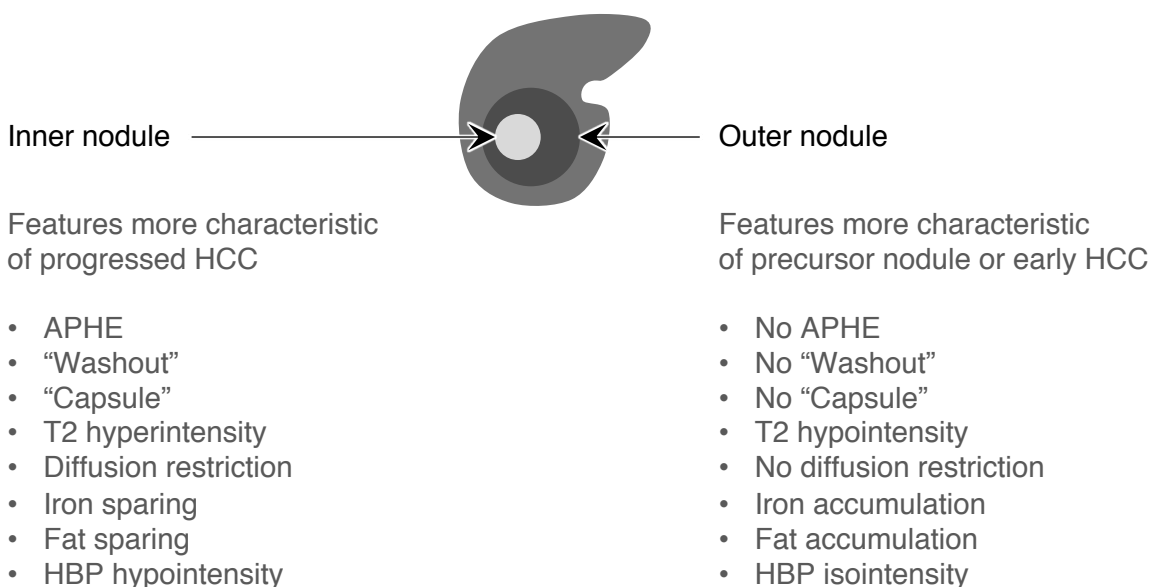 Inner nodule
Outer nodule
Features more characteristic
of progressed HCC
• APHE
• “Washout”
• “Capsule”
• T2 hyperintensity
• Diffusion restriction
• Iron sparing
• Fat sparing
• HBP hypointensity
Features more characteristic
of precursor nodule or early HCC
• No APHE
• No “Washout”
• No “Capsule”
• T2 hypointensity
• No diffusion restriction
• Iron accumulation
• Fat accumulation
• HBP isointensity